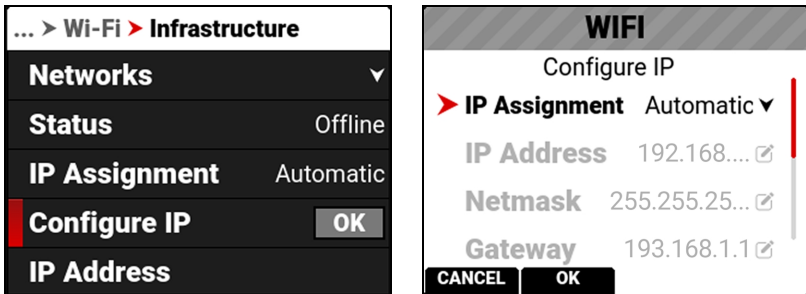 ... > Wi-Fi > Infrastructure
Networks
Status Offline
IP Assignment Automatic
Configure IP OK
IP Address
WIFI
Configure IP
IP Assignment Automatic
IP Address 192.168....
Netmask 255.255.25...
Gateway 193.168.1.1
CANCEL OK